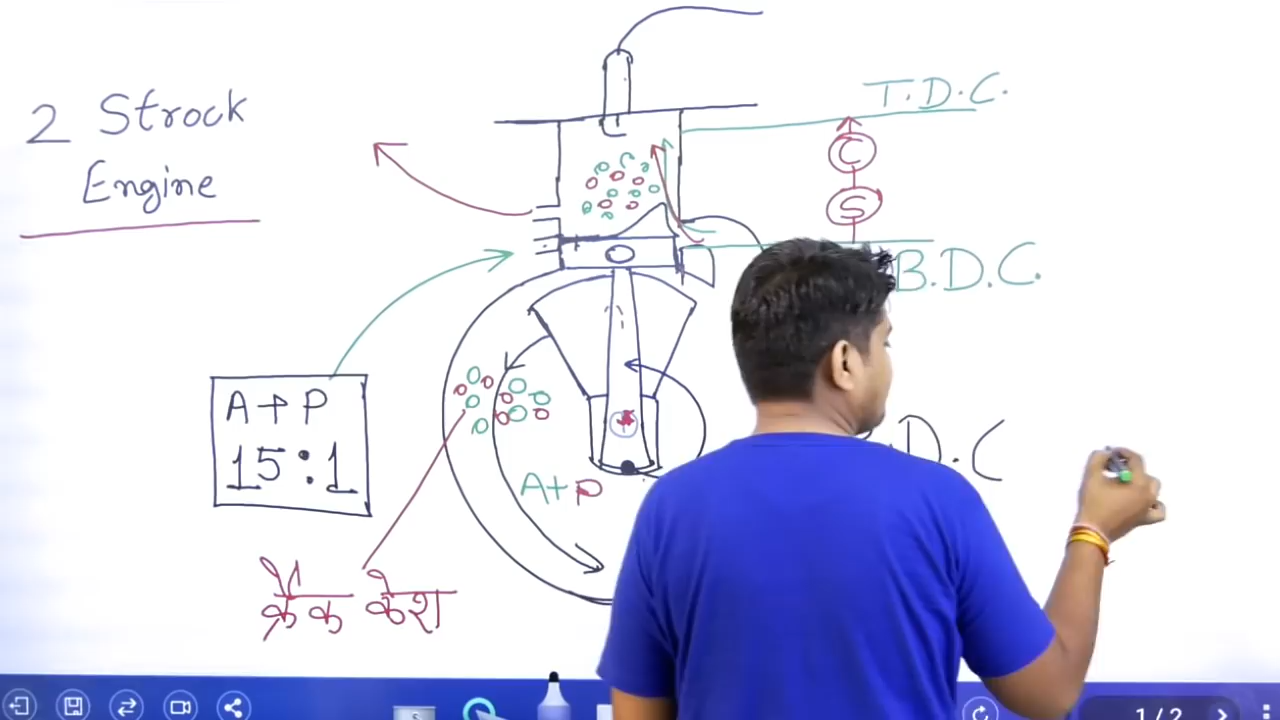 2 Strock
Engine
T.D.C.
C
S
B.D.C.
A+P
15:1
A+P
D.C
1/2